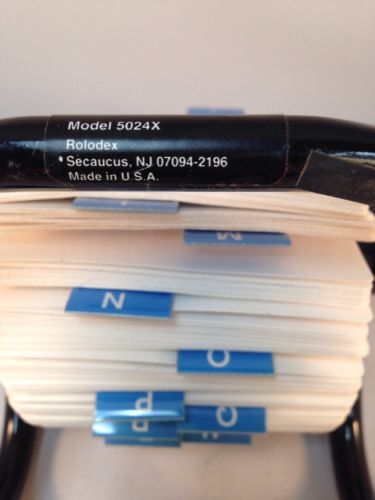 Model 5024X
Rolodex
*Secaucus, NJ 07094-2196
Made in U.S.A.
M
N
O
P
Q